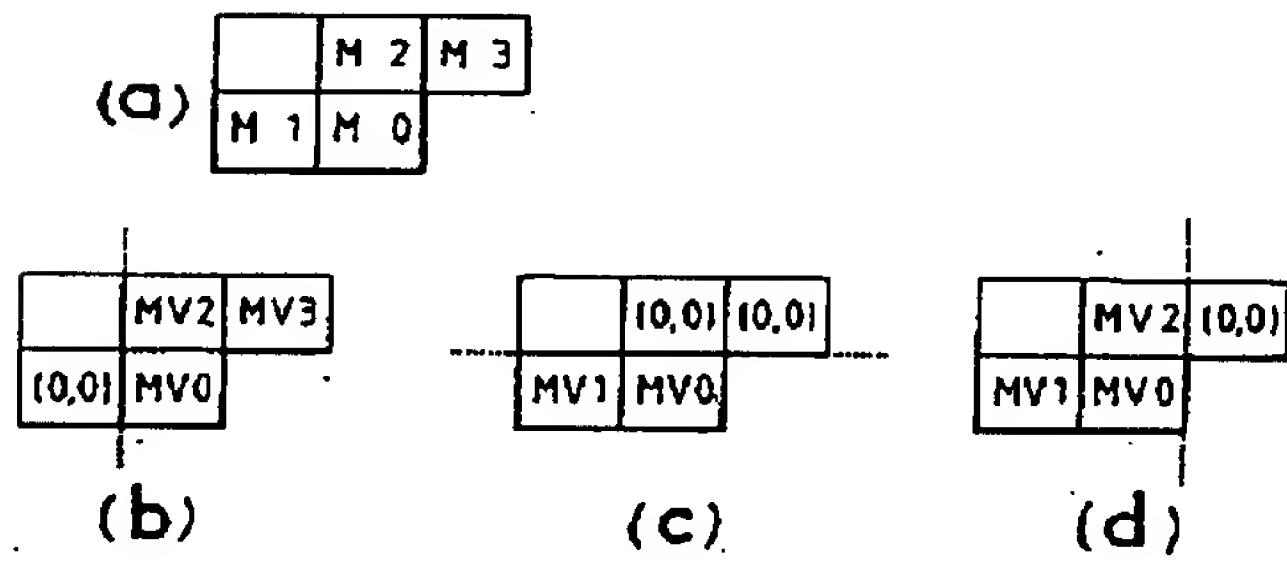 M 2 M 3
(a)
M 1 M 0
MV2 MV3
(0,0) MV0
(b)
(0,0) (0,0)
MV1 MV0
(c)
MV2 (0,0)
MV1 MV0
(d)